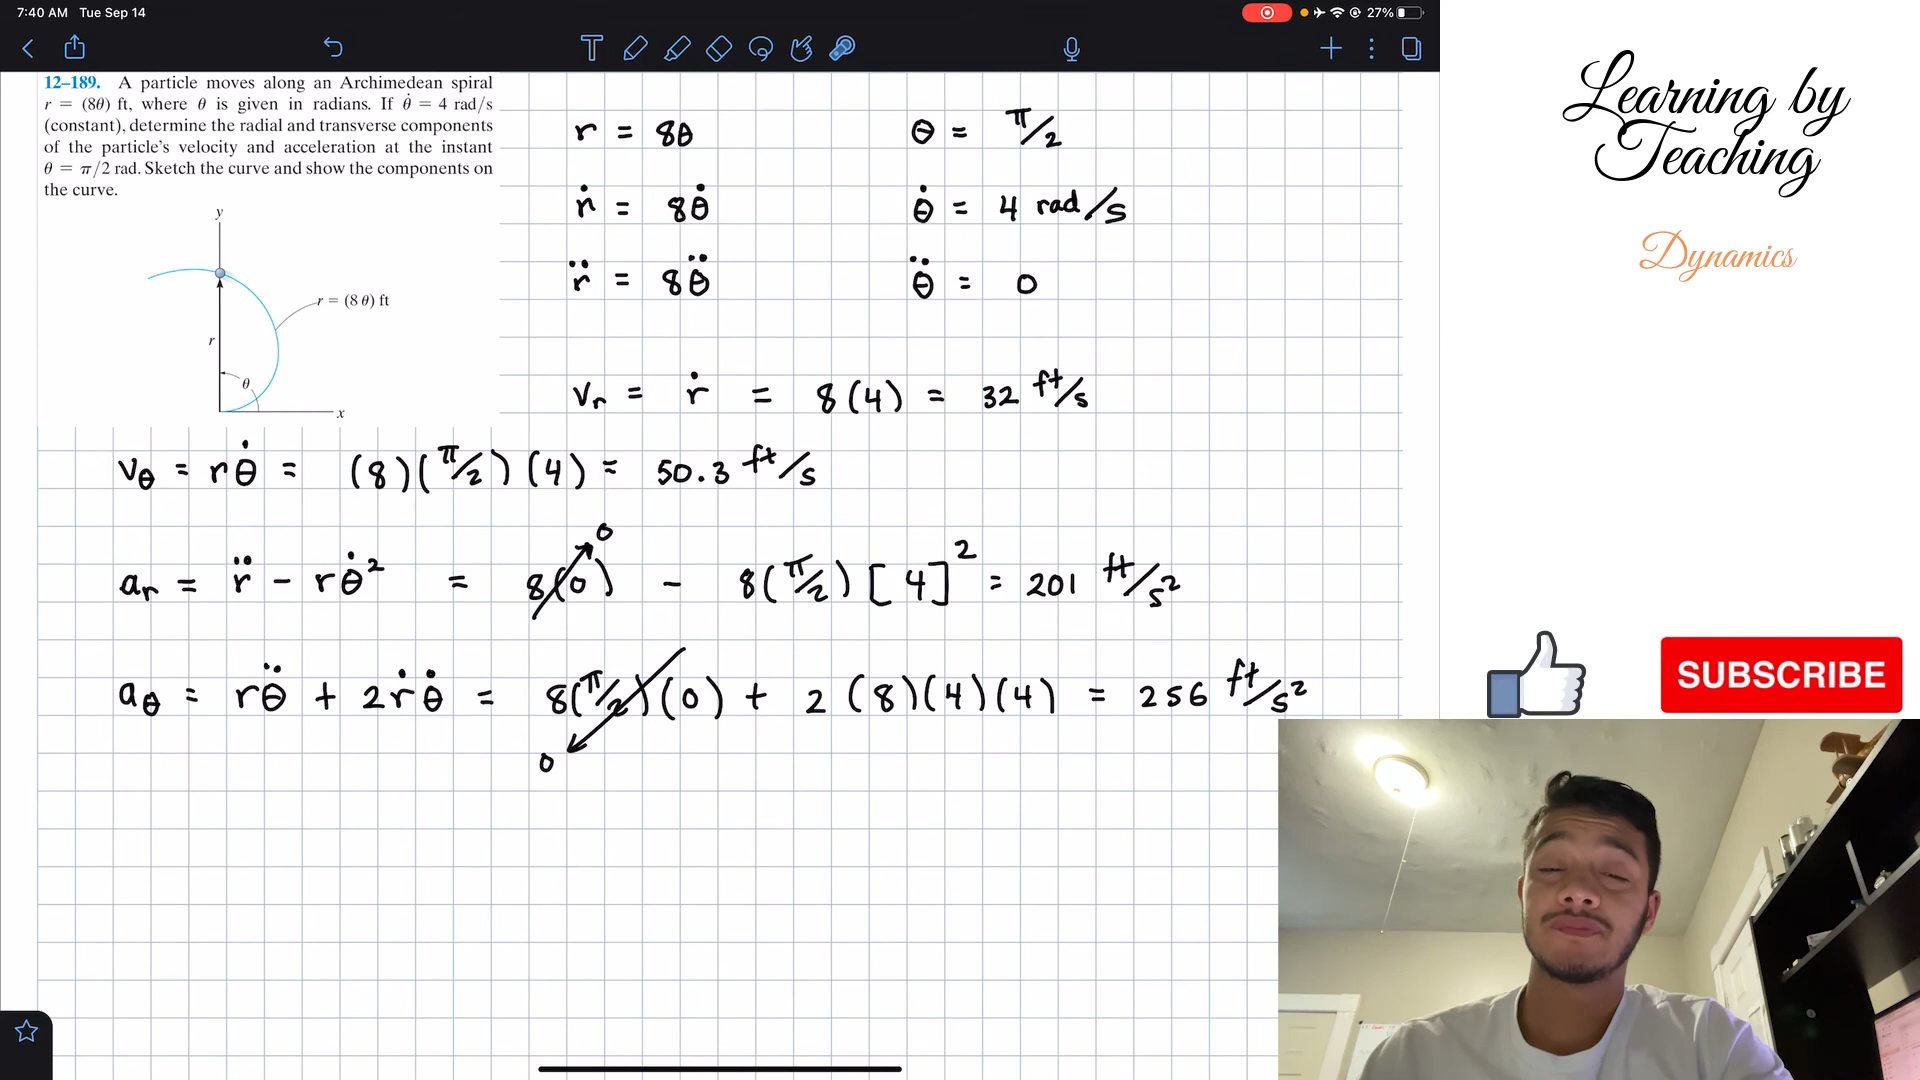 7:40 AM Tue Sep 14
27%
12–189. A particle moves along an Archimedean spiral
r = (8θ) ft, where θ is given in radians. If θ̇ = 4 rad/s
(constant), determine the radial and transverse components
of the particle's velocity and acceleration at the instant
θ = π/2 rad. Sketch the curve and show the components on
the curve.
y
r = (8 θ) ft
r
θ
x
r = 8θ
θ = π/2
ṙ = 8θ̇
θ̇ = 4 rad/s
r̈ = 8θ̈
θ̈ = 0
vr = ṙ = 8(4) = 32 ft/s
vθ = rθ̇ = (8)(π/2)(4) = 50.3 ft/s
0
ar = r̈ - rθ̇² = 8(0) - 8(π/2)[4]² = 201 ft/s²
aθ = rθ̈ + 2ṙθ̇ = 8(π/2)(0) + 2(8)(4)(4) = 256 ft/s²
0
Learning by
Teaching
Dynamics
SUBSCRIBE